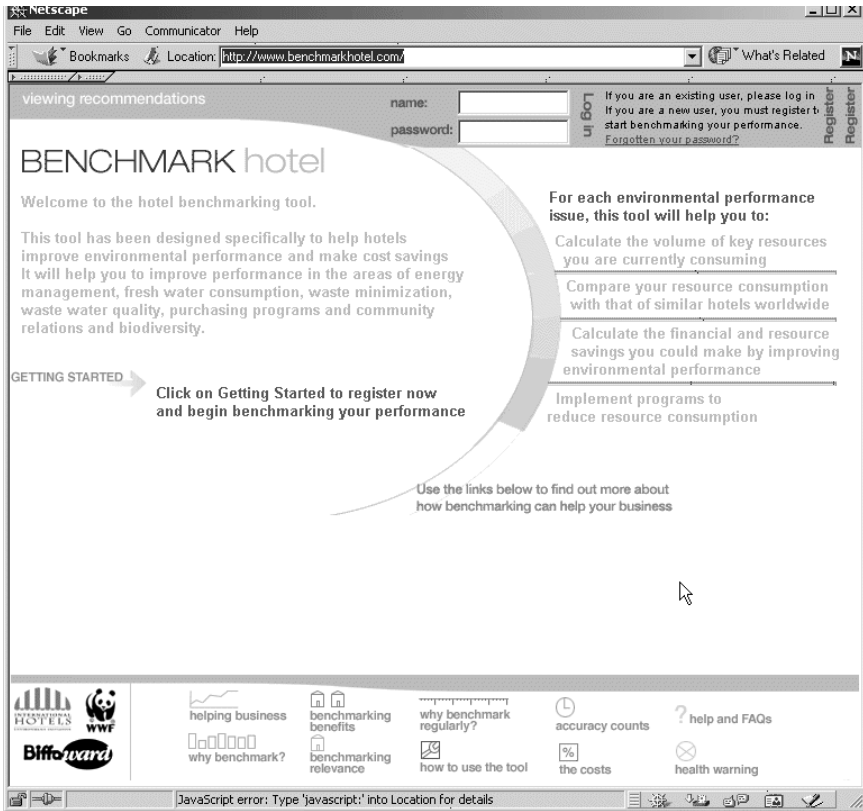 Netscape
File Edit View Go Communicator Help
Bookmarks Location: http://www.benchmarkhotel.com/ What's Related N
viewing recommendations
name:
password:
Log in
If you are an existing user, please log in
If you are a new user, you must register t
start benchmarking your performance.
Forgotten your password?
Register
Register
BENCHMARK hotel
Welcome to the hotel benchmarking tool.
This tool has been designed specifically to help hotels
improve environmental performance and make cost savings
It will help you to improve performance in the areas of energy
management, fresh water consumption, waste minimization,
waste water quality, purchasing programs and community
relations and biodiversity.
GETTING STARTED
Click on Getting Started to register now
and begin benchmarking your performance
For each environmental performance
issue, this tool will help you to:
Calculate the volume of key resources
you are currently consuming
Compare your resource consumption
with that of similar hotels worldwide
Calculate the financial and resource
savings you could make by improving
environmental performance
Implement programs to
reduce resource consumption
Use the links below to find out more about
how benchmarking can help your business
INTERNATIONAL
HOTELS
WWF
Biffaward
helping business
benchmarking
benefits
why benchmark
regularly?
accuracy counts
? help and FAQs
why benchmark?
benchmarking
relevance
how to use the tool
%
the costs
health warning
JavaScript error: Type 'javascript:' into Location for details